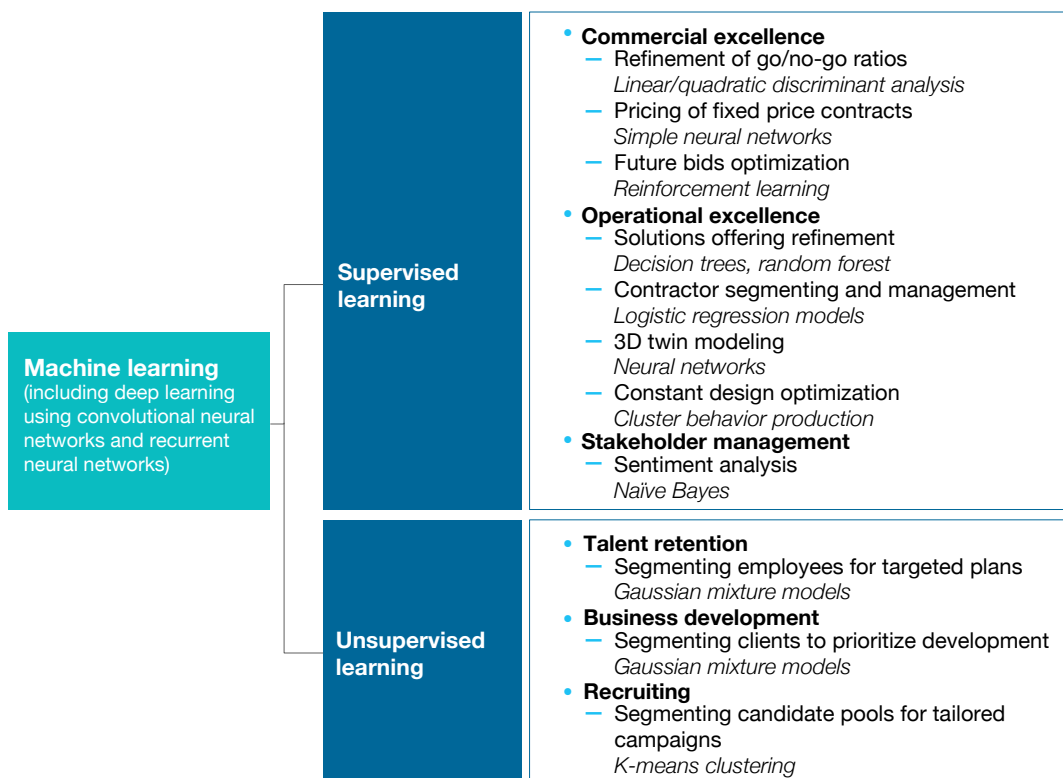 Machine learning
(including deep learning
using convolutional neural
networks and recurrent
neural networks)
Supervised
learning
• Commercial excellence
— Refinement of go/no-go ratios
Linear/quadratic discriminant analysis
— Pricing of fixed price contracts
Simple neural networks
— Future bids optimization
Reinforcement learning
• Operational excellence
— Solutions offering refinement
Decision trees, random forest
— Contractor segmenting and management
Logistic regression models
— 3D twin modeling
Neural networks
— Constant design optimization
Cluster behavior production
• Stakeholder management
— Sentiment analysis
Naïve Bayes
Unsupervised
learning
• Talent retention
— Segmenting employees for targeted plans
Gaussian mixture models
• Business development
— Segmenting clients to prioritize development
Gaussian mixture models
• Recruiting
— Segmenting candidate pools for tailored
campaigns
K-means clustering